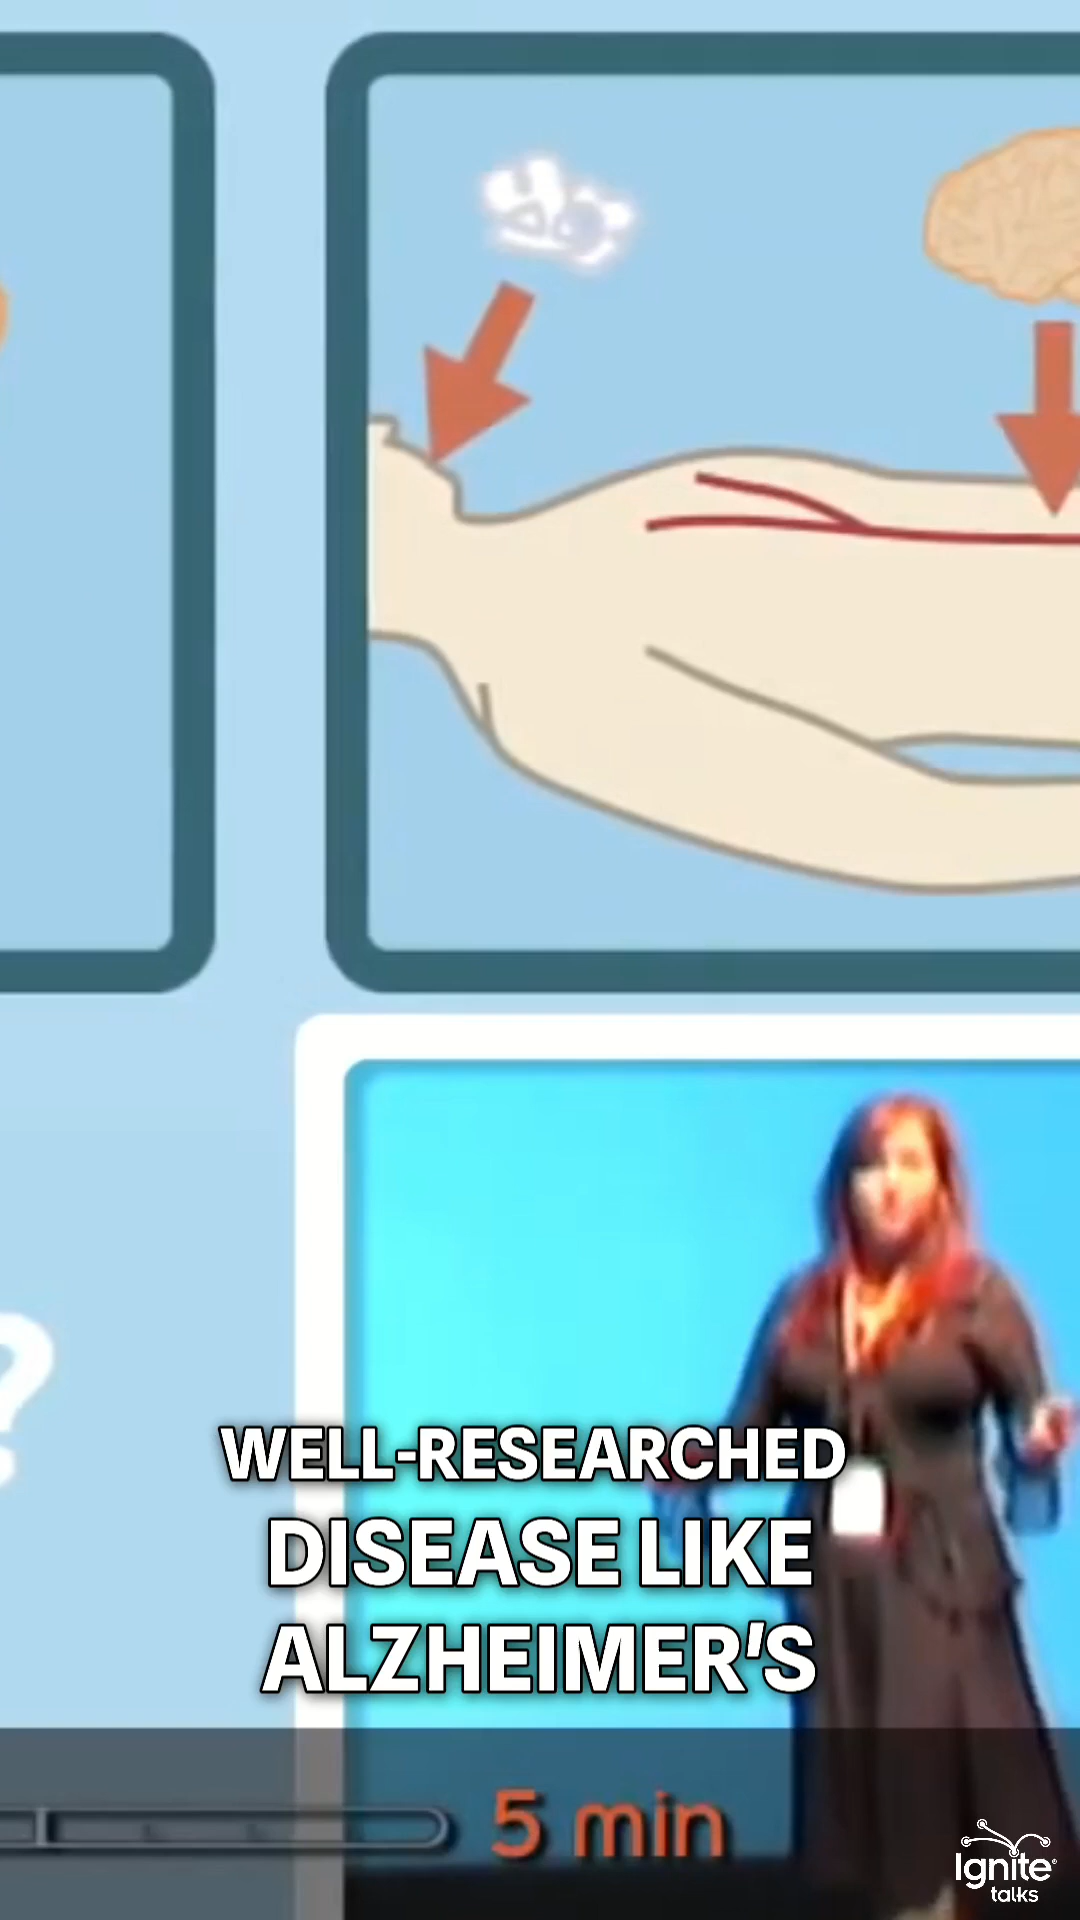 ?
WELL-RESEARCHED
DISEASE LIKE
ALZHEIMER'S
5 min
Ignite
talks